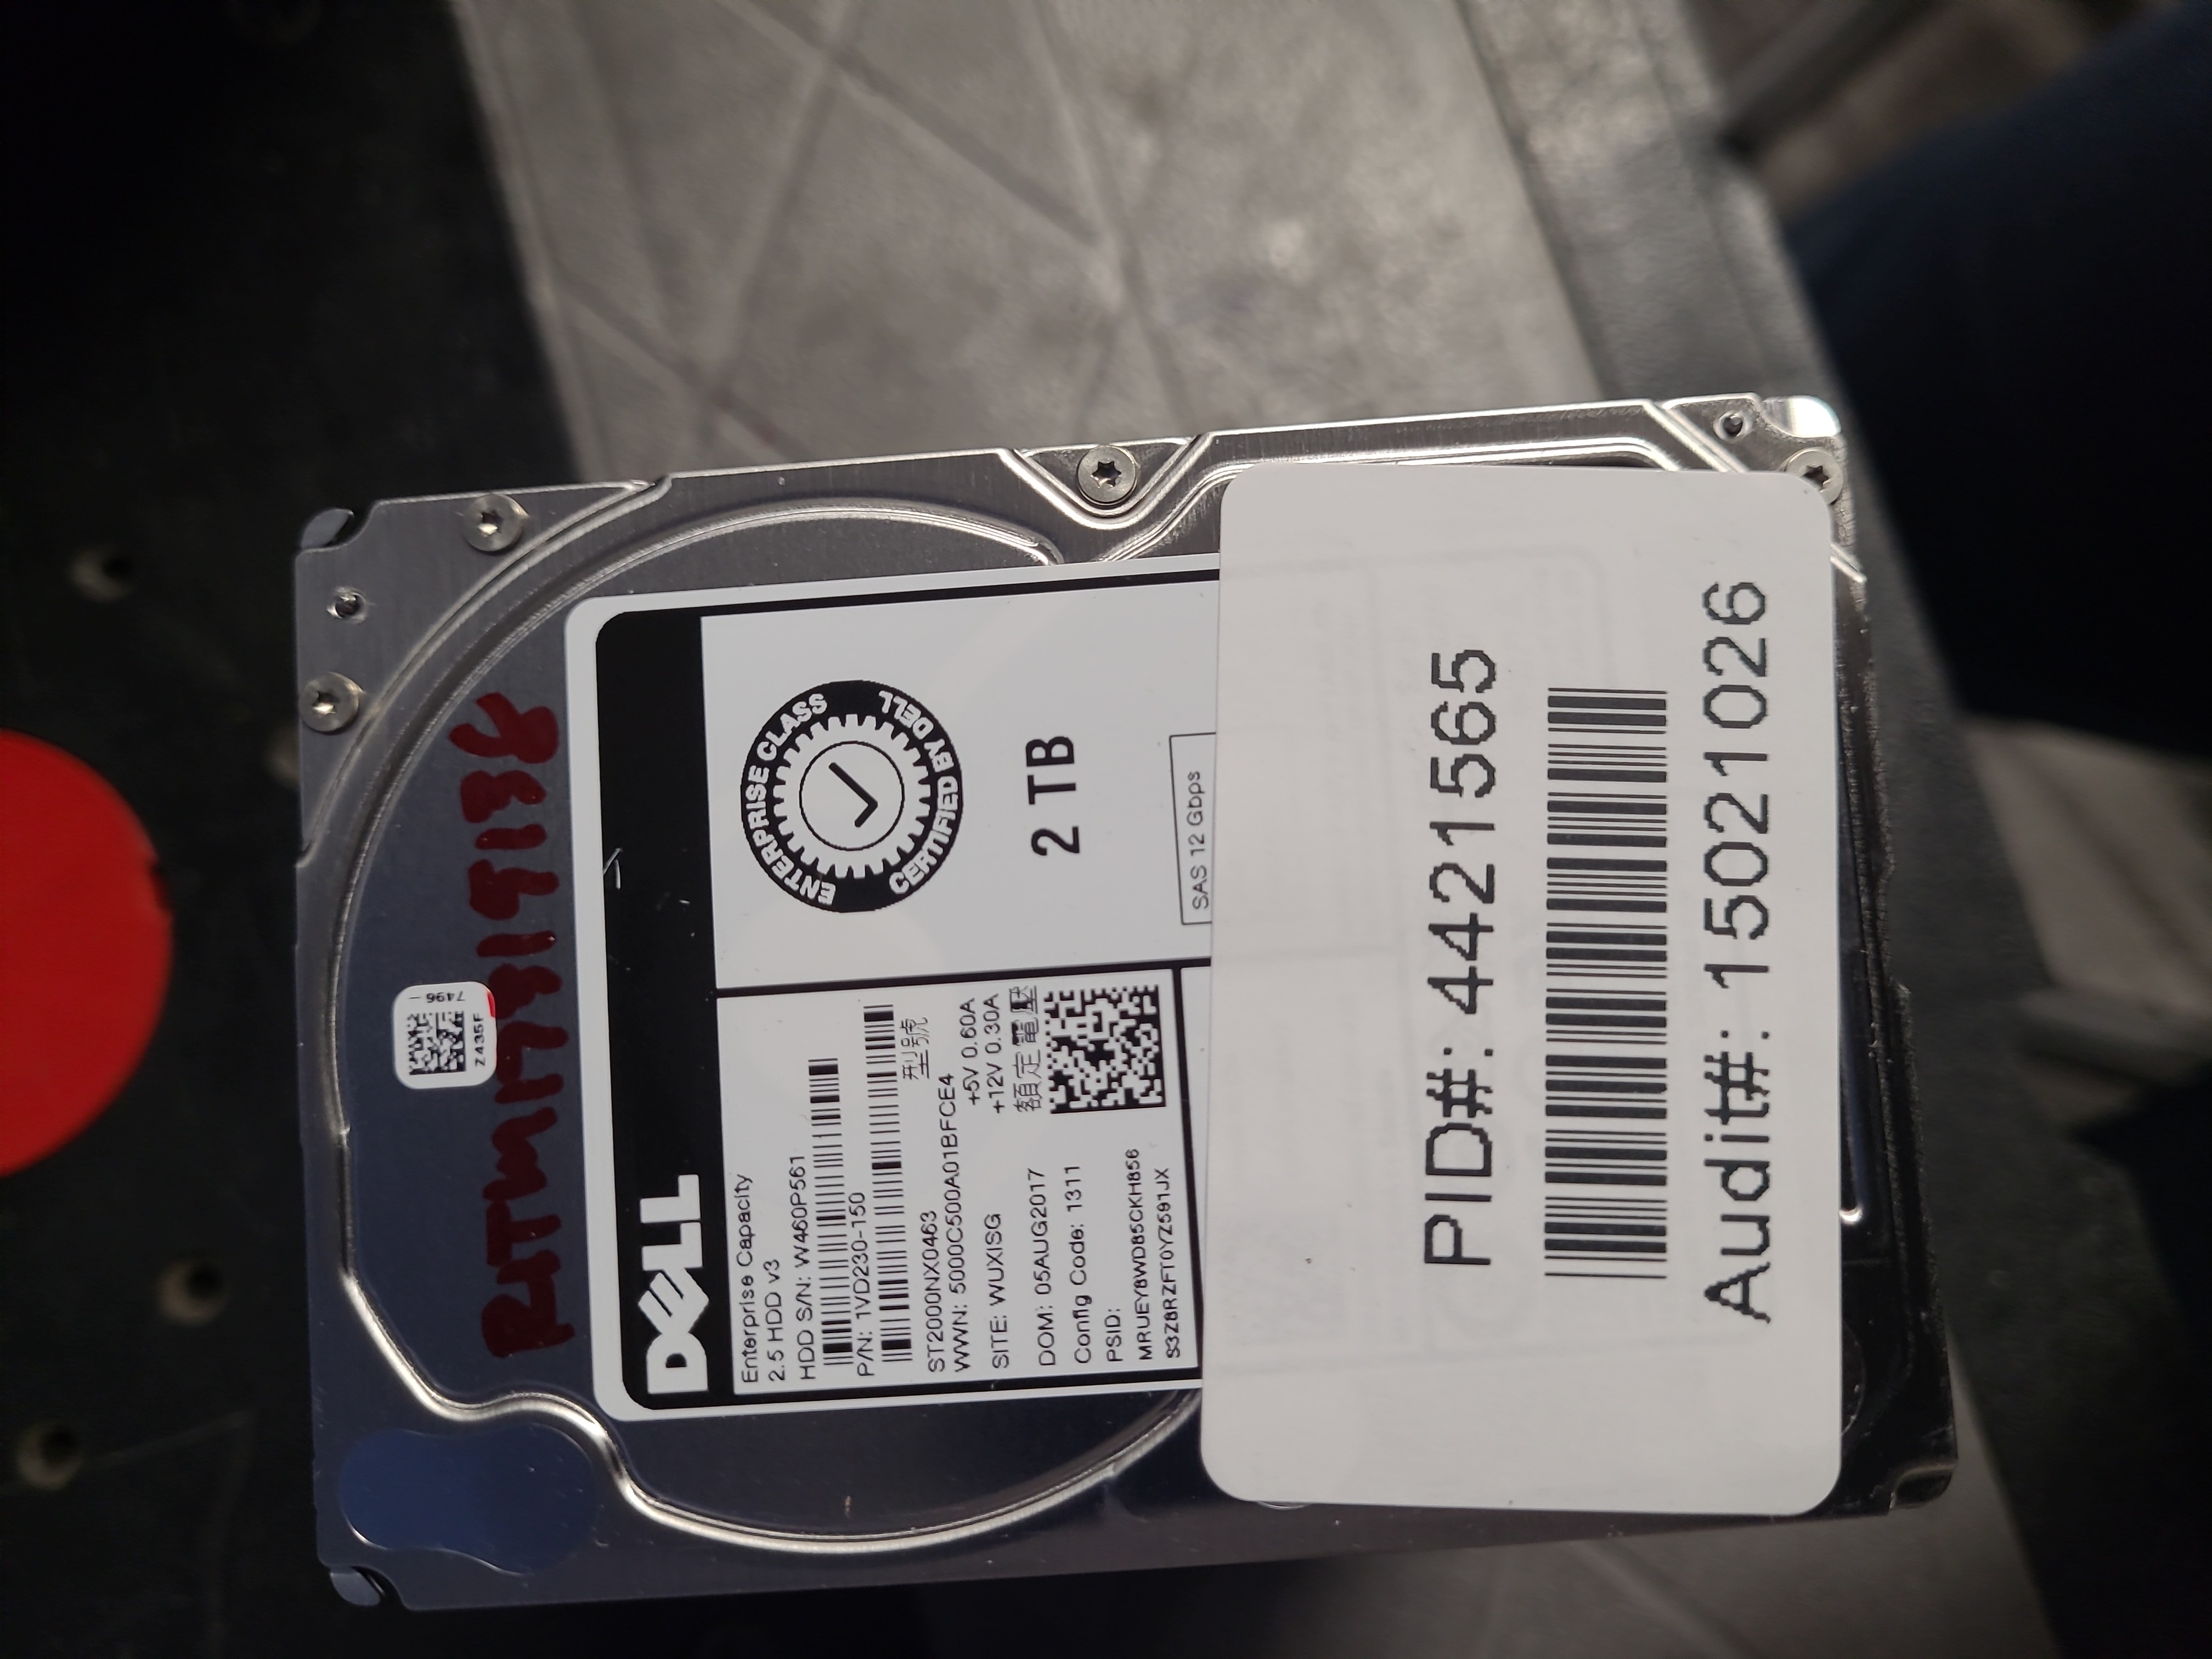 Z435F
7496-
RITM17319138
DELL
Enterprise Capacity
2.5 HDD v3
HDD S/N: W460P561
P/N: 1VD230-150
型號
ST2000NX0463
WWN: 5000C500A01BFCE4
+5V 0.60A
SITE: WUXISG
+12V 0.30A
額定電壓
DOM: 05AUG2017
Config Code: 1311
PSID:
MRUEY8WD85CKH856
S3Z8RZFT0YZ591JX
ENTERPRISE CLASS
CERTIFIED BY DELL
2 TB
SAS 12 Gbps
PID#: 4421565
Audit#: 15021026